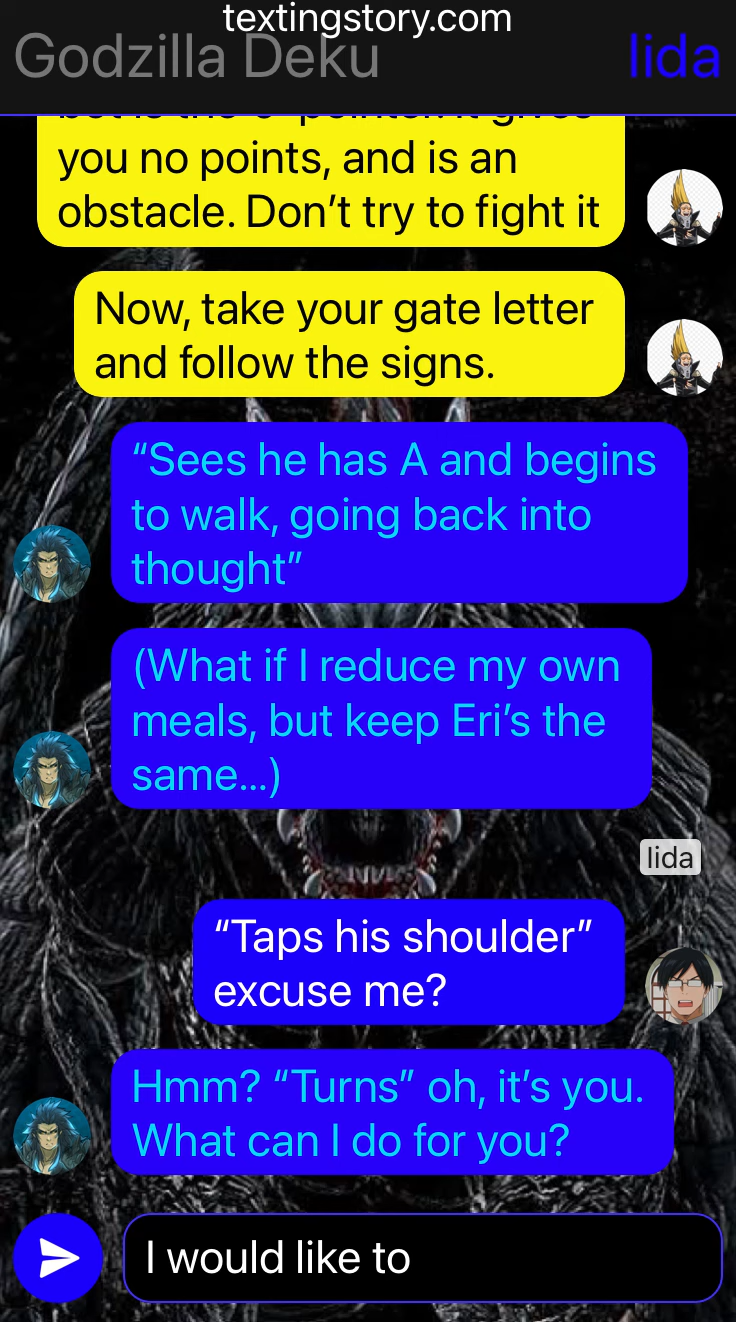 textingstory.com
Godzilla Deku
Iida
you no points, and is an
obstacle. Don’t try to fight it
Now, take your gate letter
and follow the signs.
“Sees he has A and begins
to walk, going back into
thought”
(What if I reduce my own
meals, but keep Eri’s the
same...)
Iida
“Taps his shoulder”
excuse me?
Hmm? “Turns” oh, it’s you.
What can I do for you?
I would like to